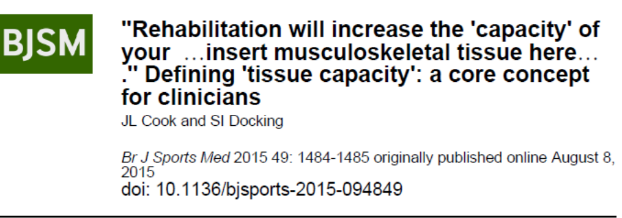 BJSM
"Rehabilitation will increase the 'capacity' of
your ...insert musculoskeletal tissue here...
." Defining 'tissue capacity': a core concept
for clinicians
JL Cook and SI Docking
Br J Sports Med 2015 49: 1484-1485 originally published online August 8,
2015
doi: 10.1136/bjsports-2015-094849